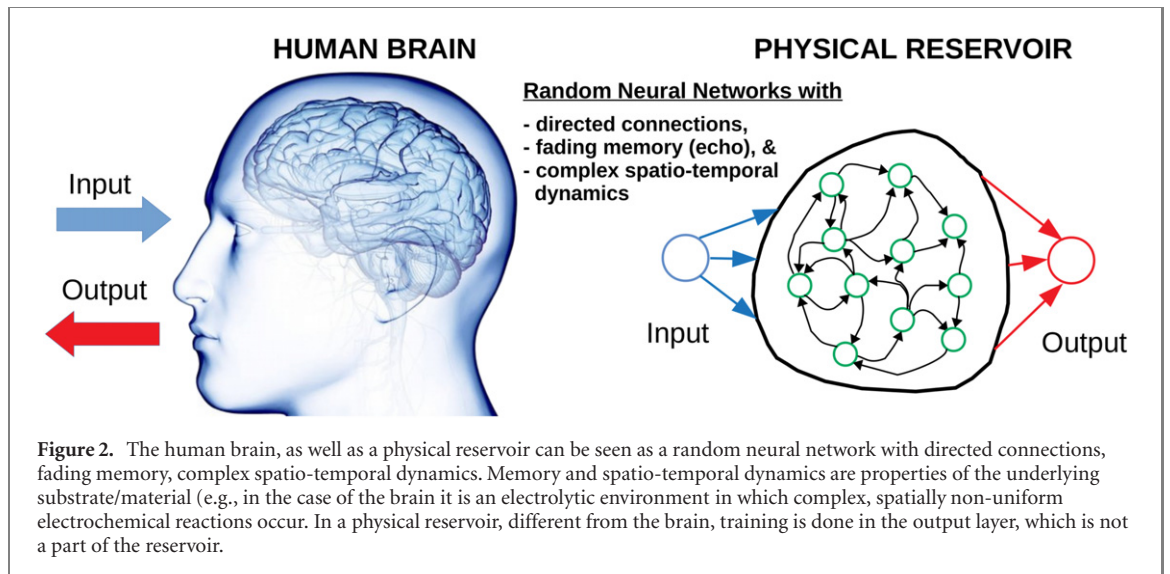 HUMAN BRAIN
PHYSICAL RESERVOIR
Random Neural Networks with
- directed connections,
- fading memory (echo), &
- complex spatio-temporal
dynamics
Input
Output
Input
Output
Figure 2. The human brain, as well as a physical reservoir can be seen as a random neural network with directed connections,
fading memory, complex spatio-temporal dynamics. Memory and spatio-temporal dynamics are properties of the underlying
substrate/material (e.g., in the case of the brain it is an electrolytic environment in which complex, spatially non-uniform
electrochemical reactions occur. In a physical reservoir, different from the brain, training is done in the output layer, which is not
a part of the reservoir.